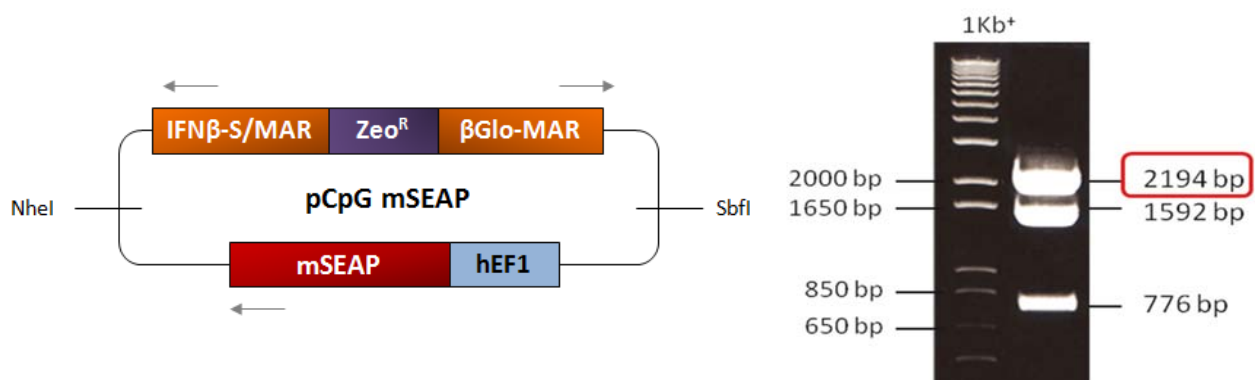 IFNβ-S/MAR Zeoᴿ βGlo-MAR
NheI pCpG mSEAP SbfI
mSEAP hEF1
1Kb⁺
2000 bp 2194 bp
1650 bp 1592 bp
850 bp 776 bp
650 bp